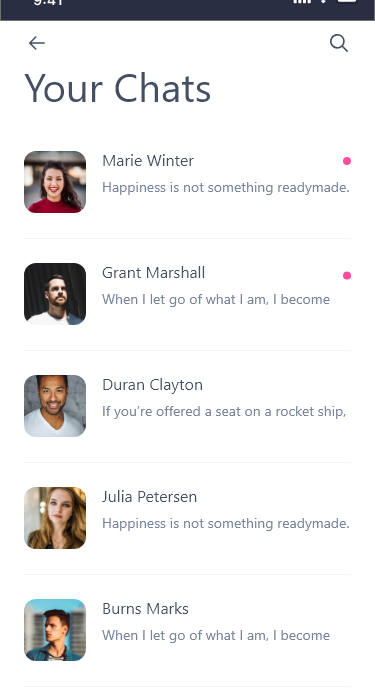 9:41
Your Chats
Marie Winter
Happiness is not something readymade.
Grant Marshall
When I let go of what I am, I become
Duran Clayton
If you’re offered a seat on a rocket ship,
Julia Petersen
Happiness is not something readymade.
Burns Marks
When I let go of what I am, I become